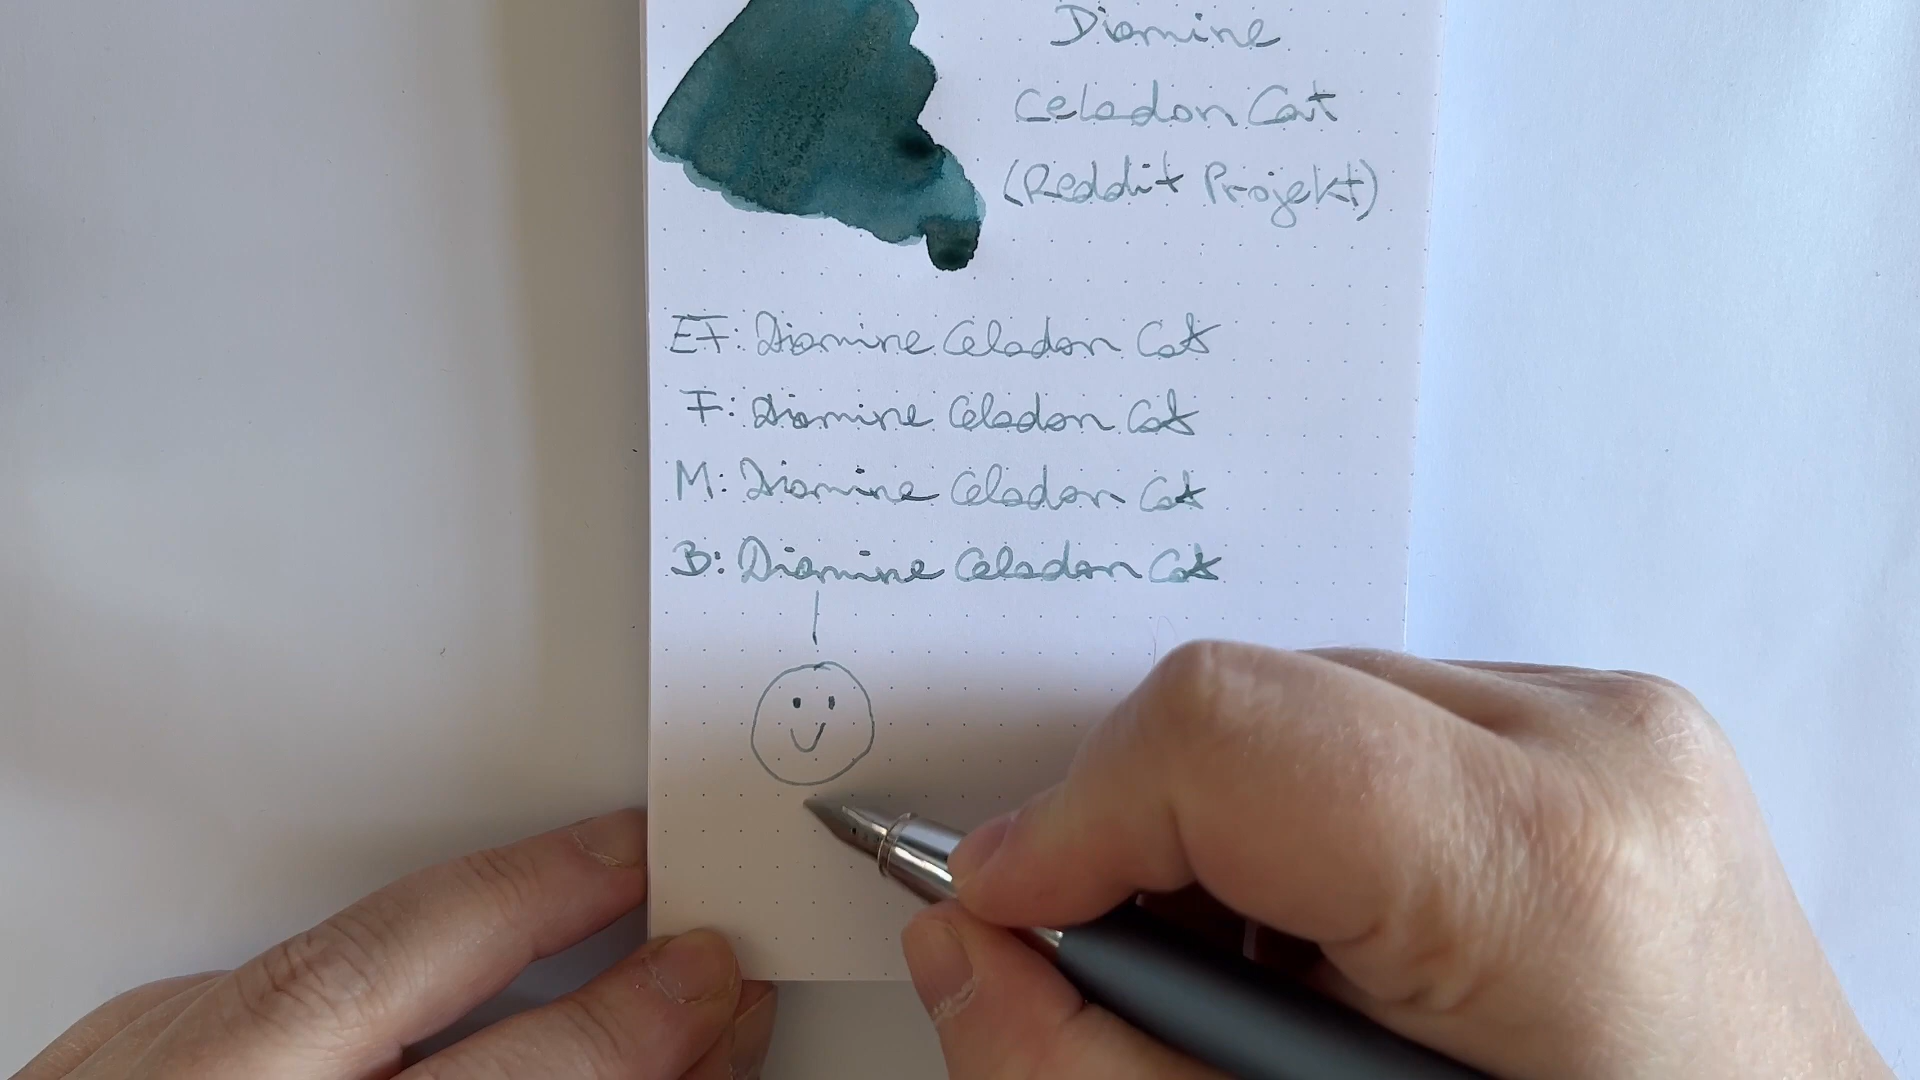 Diamine
Celadon Cat
(Reddit Projekt)
EF: Diamine Celadon Cat
F: Diamine Celadon Cat
M: Diamine Celadon Cat
B: Diamine Celadon Cat